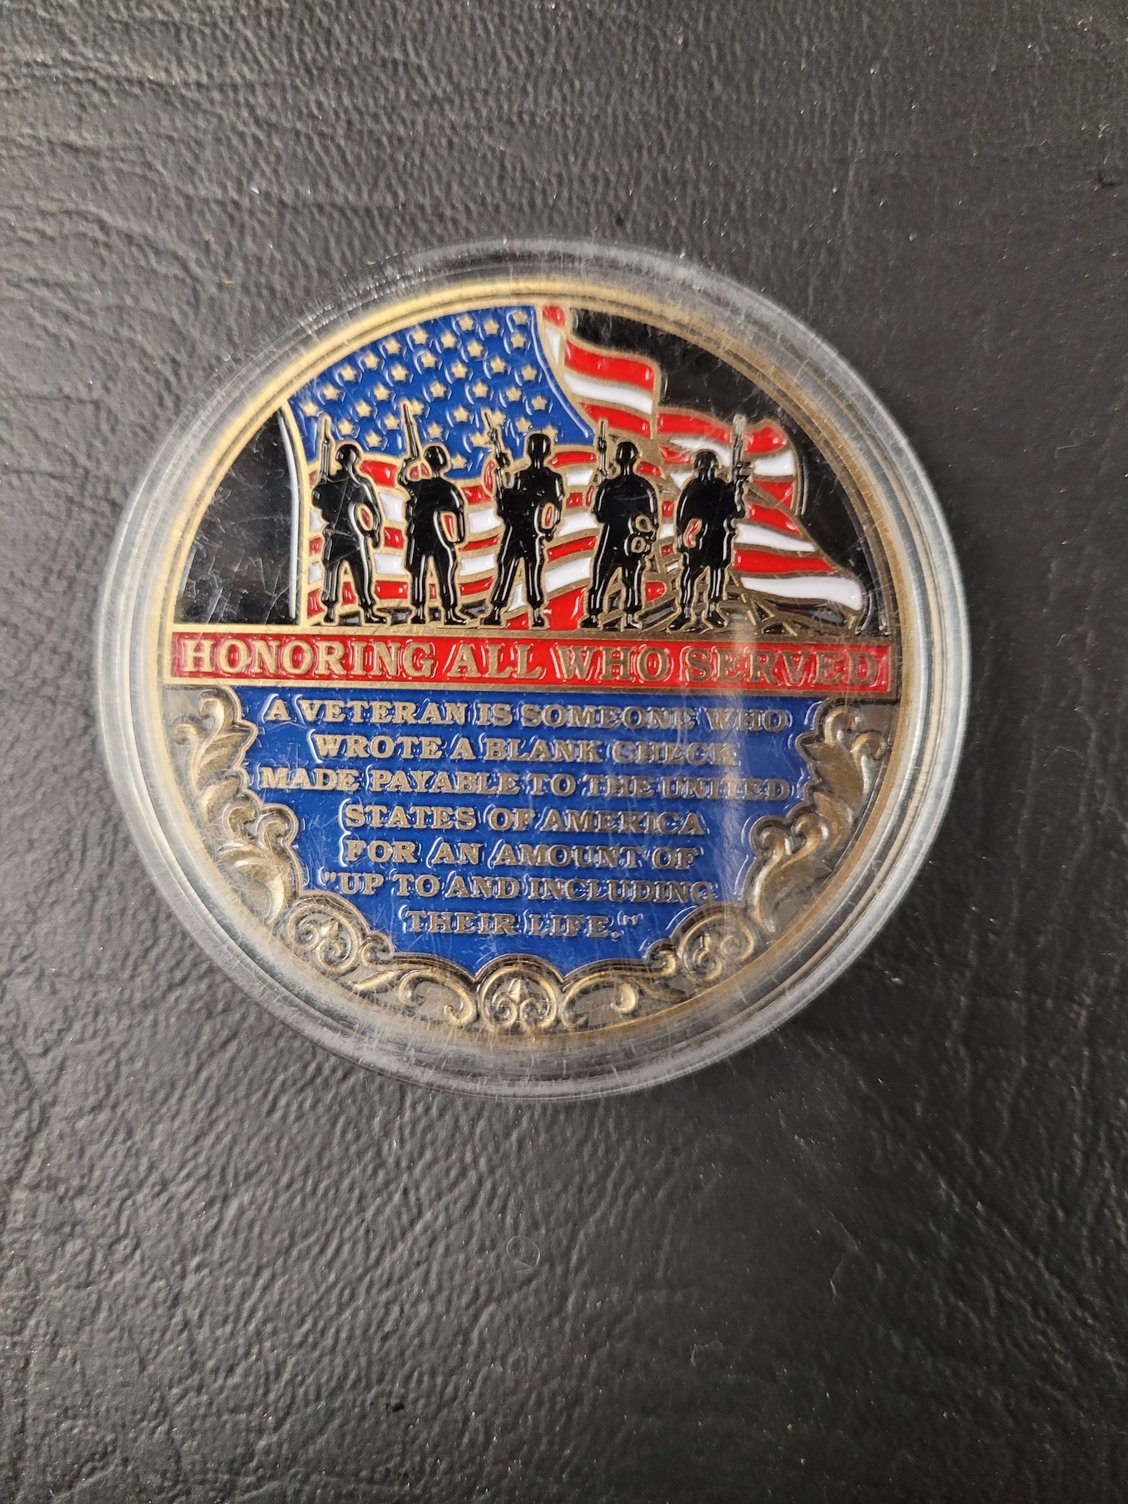 HONORING ALL WHO SERVED
A VETERAN IS SOMEONE WHO
WROTE A BLANK CHECK
MADE PAYABLE TO THE UNITED
STATES OF AMERICA
FOR AN AMOUNT OF
"UP TO AND INCLUDING
THEIR LIFE."